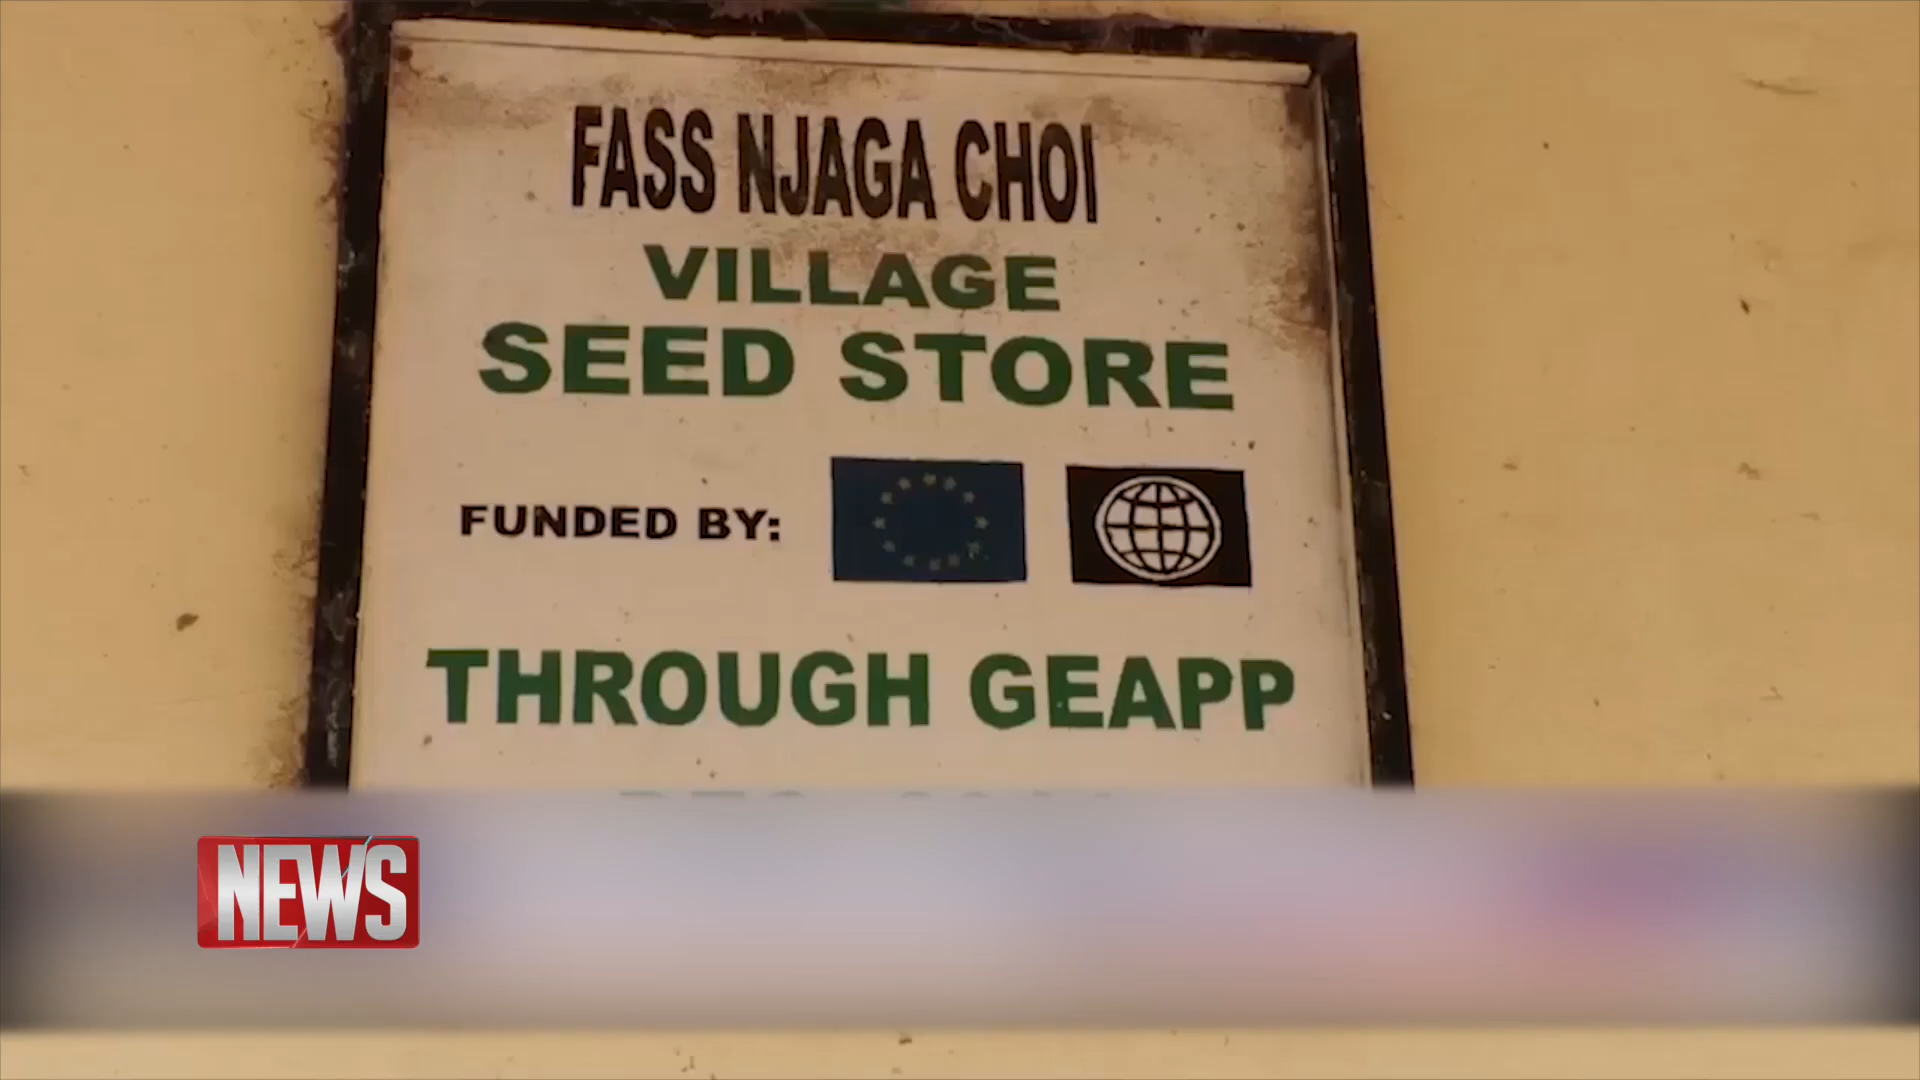 FASS NJAGA CHOI
VILLAGE
SEED STORE
FUNDED BY:
THROUGH GEAPP
NEWS